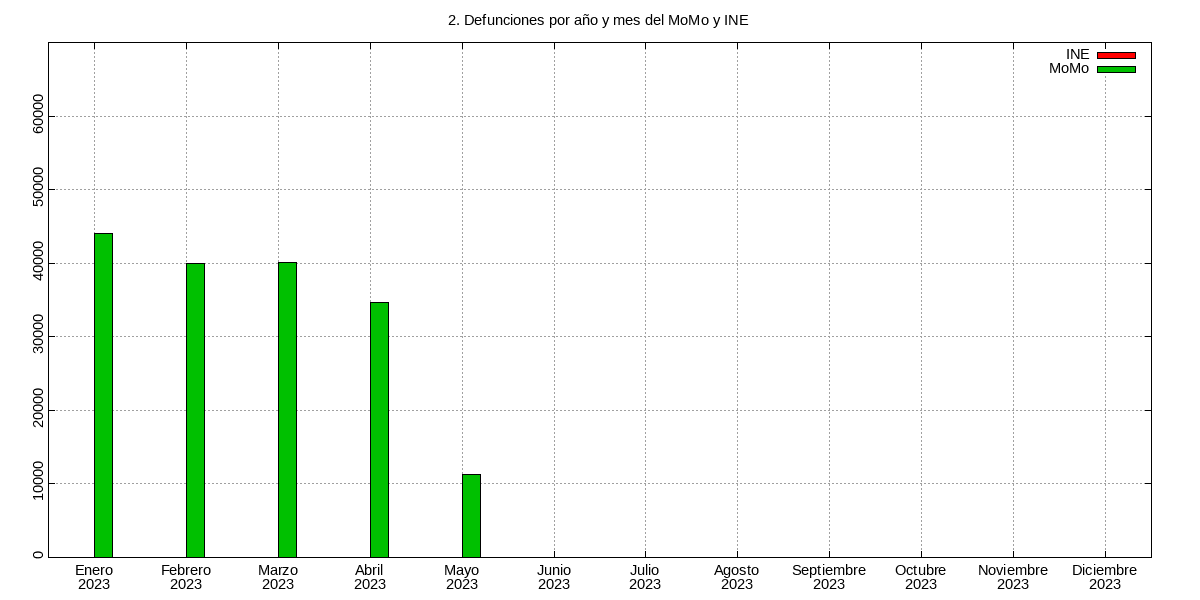 2. Defunciones por año y mes del MoMo y INE
INE
MoMo
60000
50000
40000
30000
20000
10000
0
Enero
2023
Febrero
2023
Marzo
2023
Abril
2023
Mayo
2023
Junio
2023
Julio
2023
Agosto
2023
Septiembre
2023
Octubre
2023
Noviembre
2023
Diciembre
2023